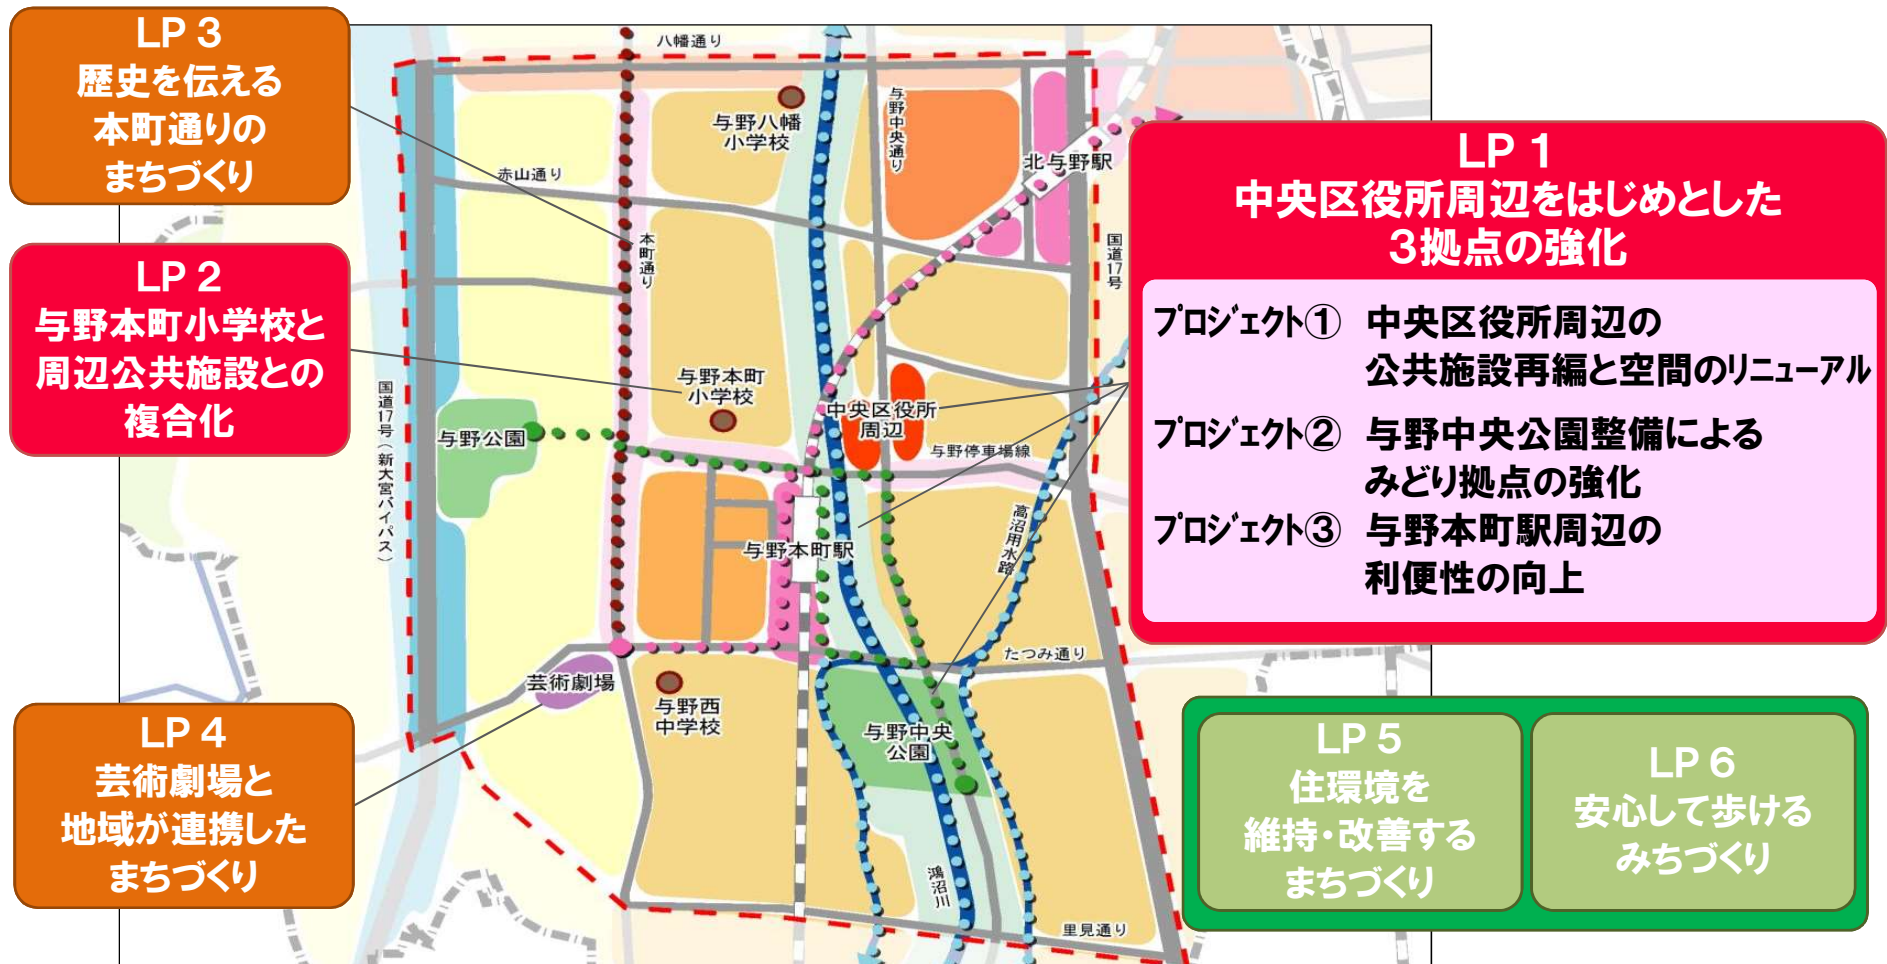 LP 3
歴史を伝える
本町通りの
まちづくり
LP 2
与野本町小学校と
周辺公共施設との
複合化
LP 4
芸術劇場と
地域が連携した
まちづくり
八幡通り
与野八幡
小学校
与野中央通り
北与野駅
赤山通り
本町通り
国道17号
与野本町
小学校
中央区役所
周辺
与野公園
与野停車場線
国道17号(新大宮バイパス)
高沼用水路
与野本町駅
たつみ通り
芸術劇場
与野西
中学校
与野中央
公園
鴻沼川
里見通り
LP 1
中央区役所周辺をはじめとした
3拠点の強化
プロジェクト① 中央区役所周辺の
公共施設再編と空間のリニューアル
プロジェクト② 与野中央公園整備による
みどり拠点の強化
プロジェクト③ 与野本町駅周辺の
利便性の向上
LP 5
住環境を
維持・改善する
まちづくり
LP 6
安心して歩ける
みちづくり